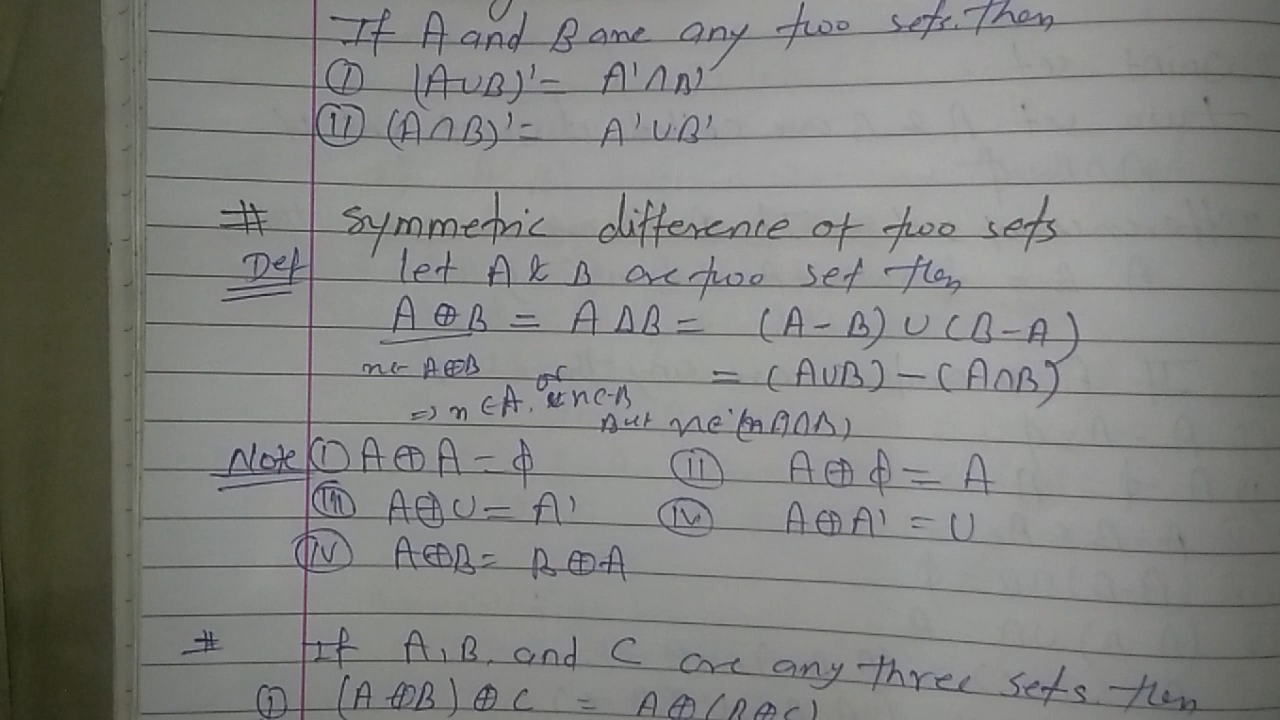 If A and B are any two sets. then
Ⓘ (A∪B)' = A'∩B'
Ⓘⓘ (A∩B)' = A'∪B'
# Symmetric difference of two sets
Def let A & B are two set then
A ⊕ B = A Δ B = (A - B) ∪ (B - A)
x ∈ A⊕B = (A∪B) - (A∩B)
=> x ∈ A, or x ∈ B But
Note (I) A ⊕ A = ϕ (II) A ⊕ ϕ = A
(III) A ⊕ U = A' (IV) A ⊕ A' = U
(IV) A⊕B = B ⊕ A
# If A, B, and C are any three sets. then
(I) (A ⊕ B) ⊕ C = A ⊕ (B ⊕ C)